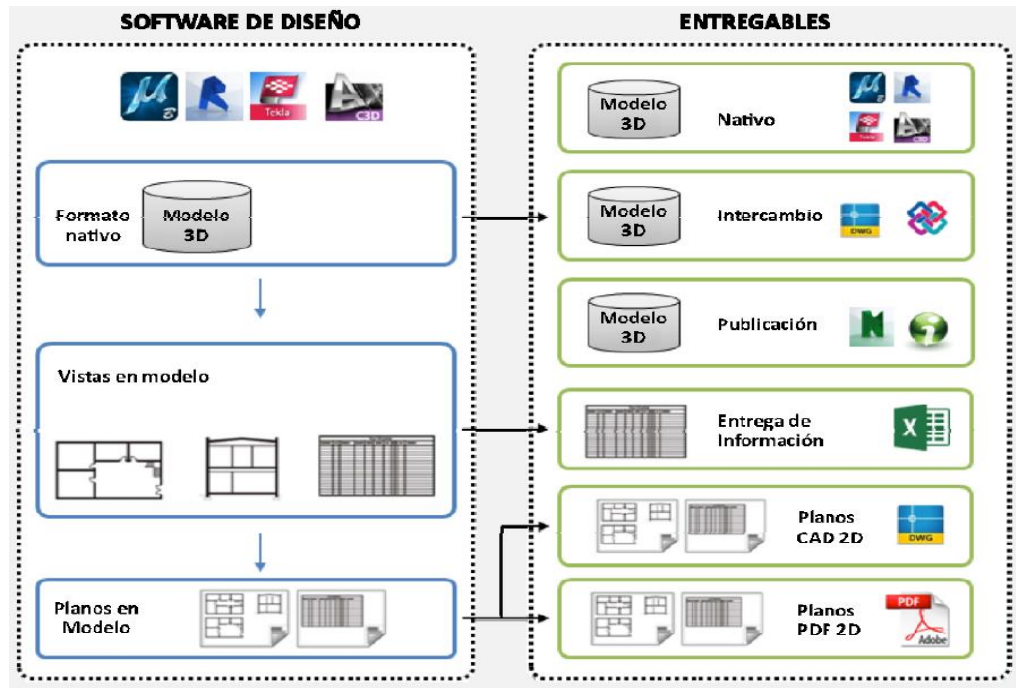 SOFTWARE DE DISEÑO
Tekla
C3D
Formato
nativo
Modelo
3D
Vistas en modelo
Planos en
Modelo
ENTREGABLES
Modelo
3D
Nativo
Tekla
C3D
Modelo
3D
Intercambio
DWG
Modelo
3D
Publicación
Entrega de
Información
Planos
CAD 2D
DWG
Planos
PDF 2D
PDF
Adobe